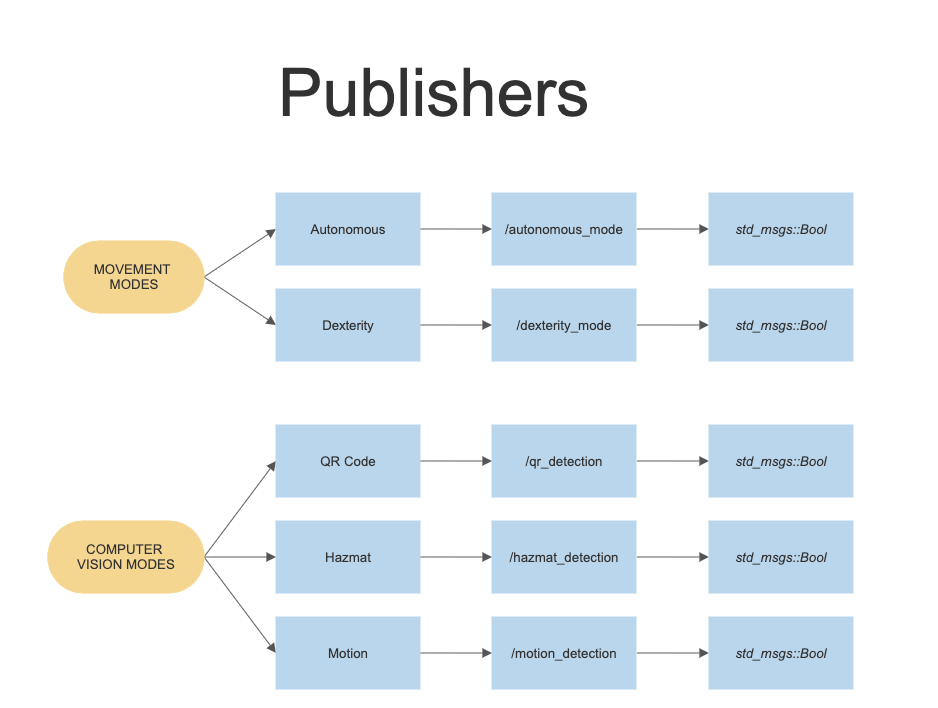 Publishers
MOVEMENT
MODES
Autonomous
/autonomous_mode
std_msgs::Bool
Dexterity
/dexterity_mode
std_msgs::Bool
COMPUTER
VISION MODES
QR Code
/qr_detection
std_msgs::Bool
Hazmat
/hazmat_detection
std_msgs::Bool
Motion
/motion_detection
std_msgs::Bool